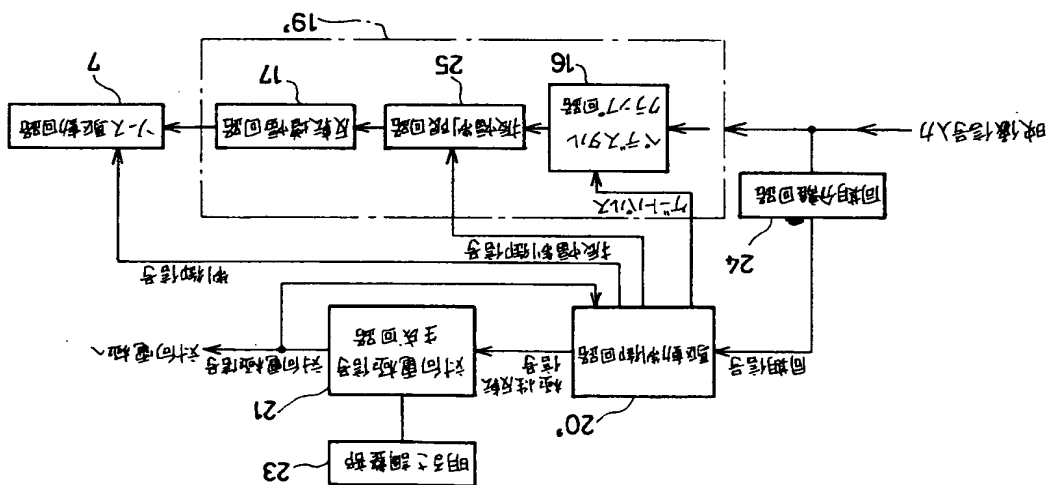 23
明るさ調整部
20'
21
同期信号
駆動制御回路
極性反転
信号
対向電極信号
生成回路
対向電極信号
対向電極へ
24
同期分離回路
ゲートパルス
振幅制御信号
制御信号
映像信号入力
16
ペデスタル
クランプ回路
25
振幅制限回路
17
反転増幅回路
7
ソース駆動回路
19'